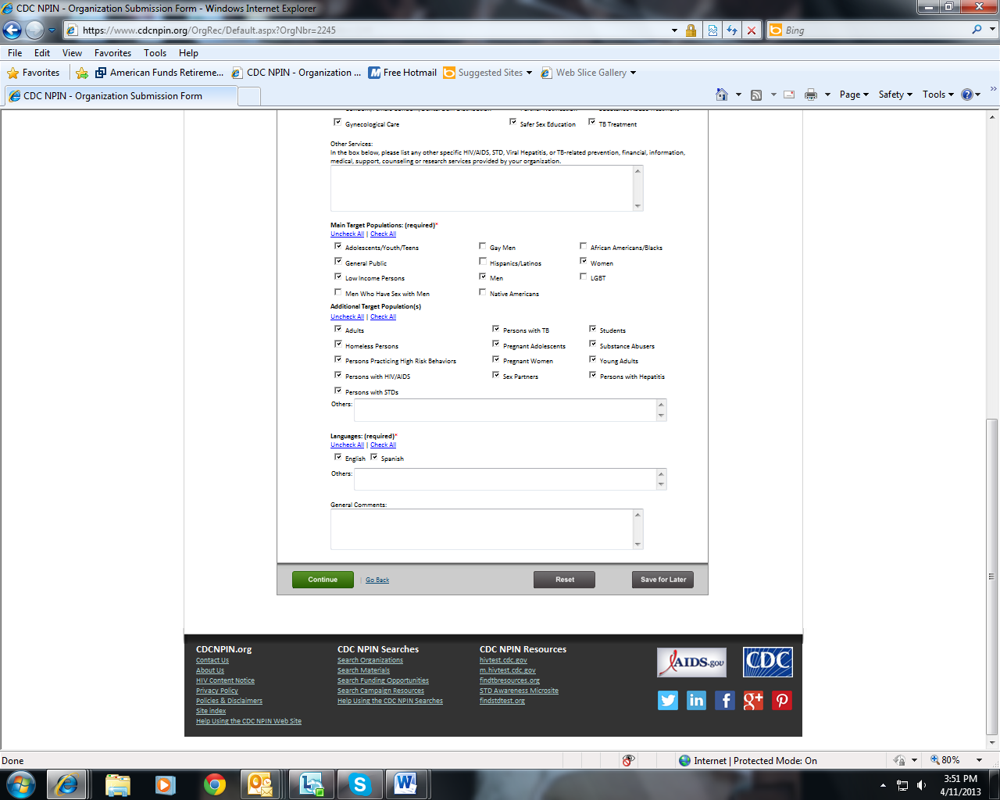 CDC NPIN - Organization Submission Form - Windows Internet Explorer
https://www.cdcnpin.org/OrgRec/Default.aspx?OrgNbr=2245
Bing
File Edit View Favorites Tools Help
Favorites American Funds Retireme... CDC NPIN - Organization ... Free Hotmail Suggested Sites Web Slice Gallery
CDC NPIN - Organization Submission Form
Page Safety Tools
Gynecological Care Safer Sex Education TB Treatment
Other Services:
In the box below, please list any other specific HIV/AIDS, STD, Viral Hepatitis, or TB-related prevention, financial, information,
medical, support, counseling or research services provided by your organization.
Main Target Populations: (required)*
Uncheck All | Check All
Adolescents/Youth/Teens Gay Men African Americans/Blacks
General Public Hispanics/Latinos Women
Low Income Persons Men LGBT
Men Who Have Sex with Men Native Americans
Additional Target Population(s)
Uncheck All | Check All
Adults Persons with TB Students
Homeless Persons Pregnant Adolescents Substance Abusers
Persons Practicing High Risk Behaviors Pregnant Women Young Adults
Persons with HIV/AIDS Sex Partners Persons with Hepatitis
Persons with STDs
Others:
Languages: (required)*
Uncheck All | Check All
English Spanish
Others:
General Comments:
Continue | Go Back Reset Save for Later
CDCNPIN.org CDC NPIN Searches CDC NPIN Resources
Contact Us Search Organizations hivtest.cdc.gov
About Us Search Materials m.hivtest.cdc.gov
HIV Content Notice Search Funding Opportunities findtbresources.org
Privacy Policy Search Campaign Resources STD Awareness Microsite
Policies & Disclaimers Help Using the CDC NPIN Searches findstdtest.org
Site index
Help Using the CDC NPIN Web Site
AIDS.gov CDC
Done Internet | Protected Mode: On 80%
3:51 PM
4/11/2013